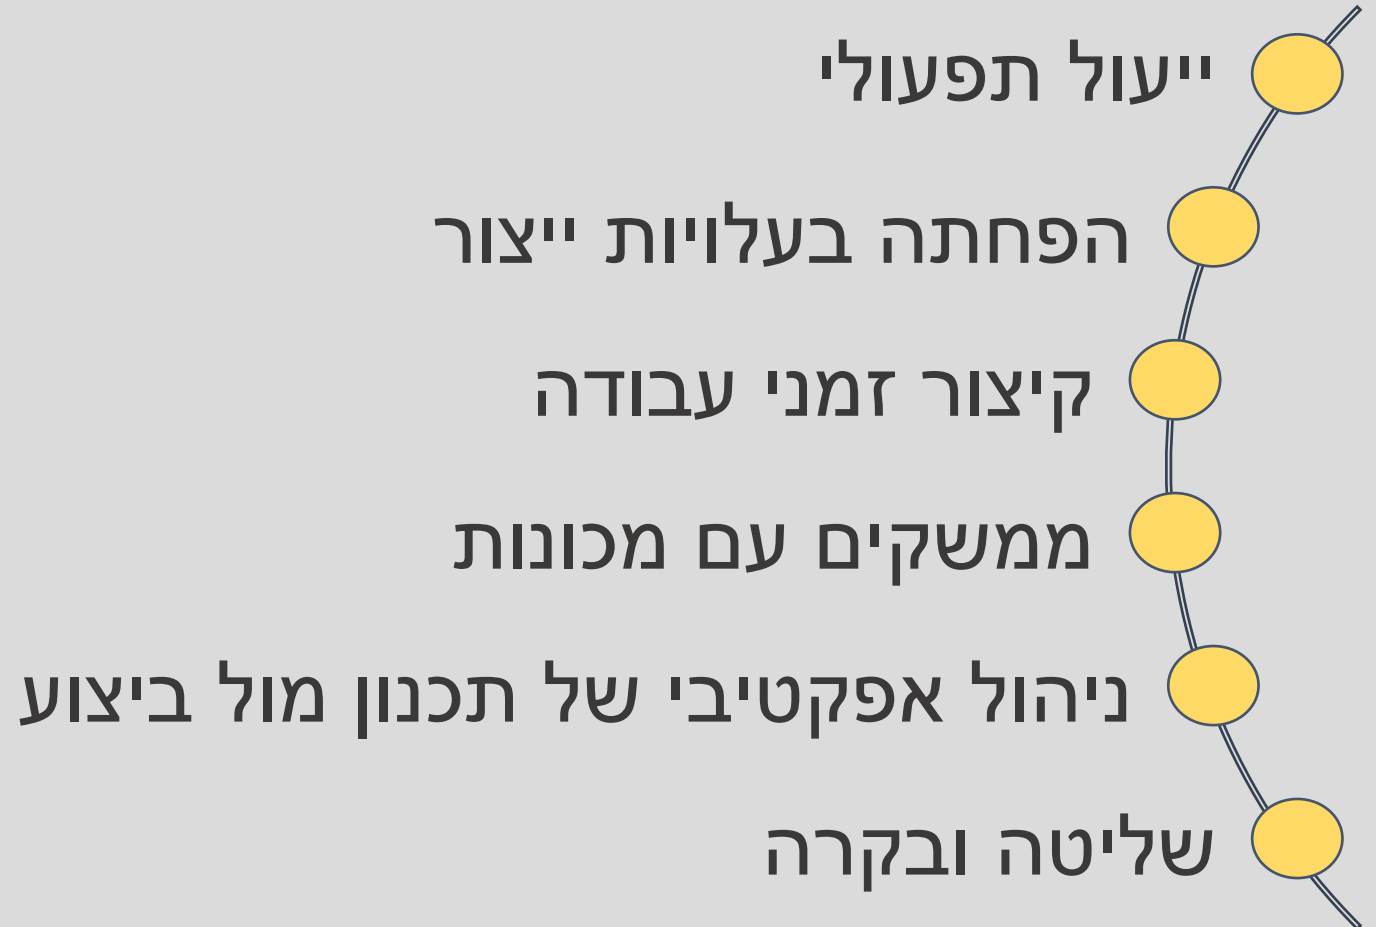 ייעול תפעולי
הפחתה בעלויות ייצור
קיצור זמני עבודה
ממשקים עם מכונות
ניהול אפקטיבי של תכנון מול ביצוע
שליטה ובקרה